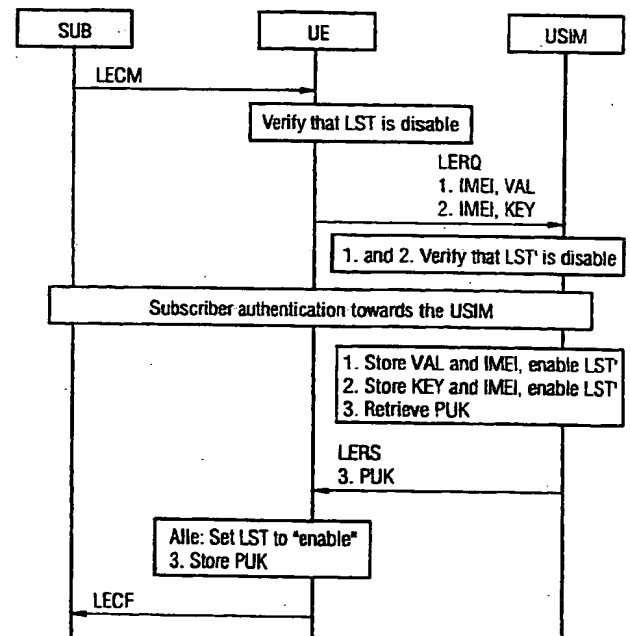 SUB
UE
USIM
LECM
Verify that LST is disable
LERQ
1. IMEI, VAL
2. IMEI, KEY
1. and 2. Verify that LST' is disable
Subscriber authentication towards the USIM
1. Store VAL and IMEI, enable LST'
2. Store KEY and IMEI, enable LST'
3. Retrieve PUK
LERS
3. PUK
Alle: Set LST to "enable"
3. Store PUK
LECF